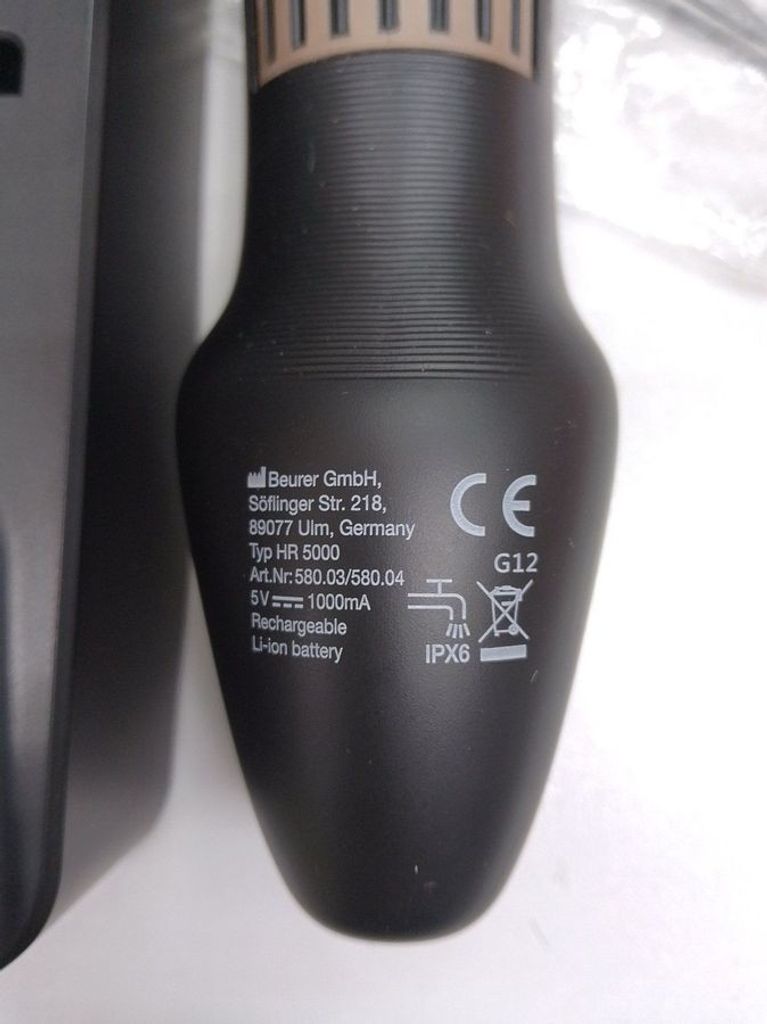 Beurer GmbH,
Söflinger Str. 218,
89077 Ulm, Germany
Typ HR 5000
Art.Nr: 580.03/580.04
5V 1000mA
Rechargeable
Li-ion battery
CE
G12
IPX6